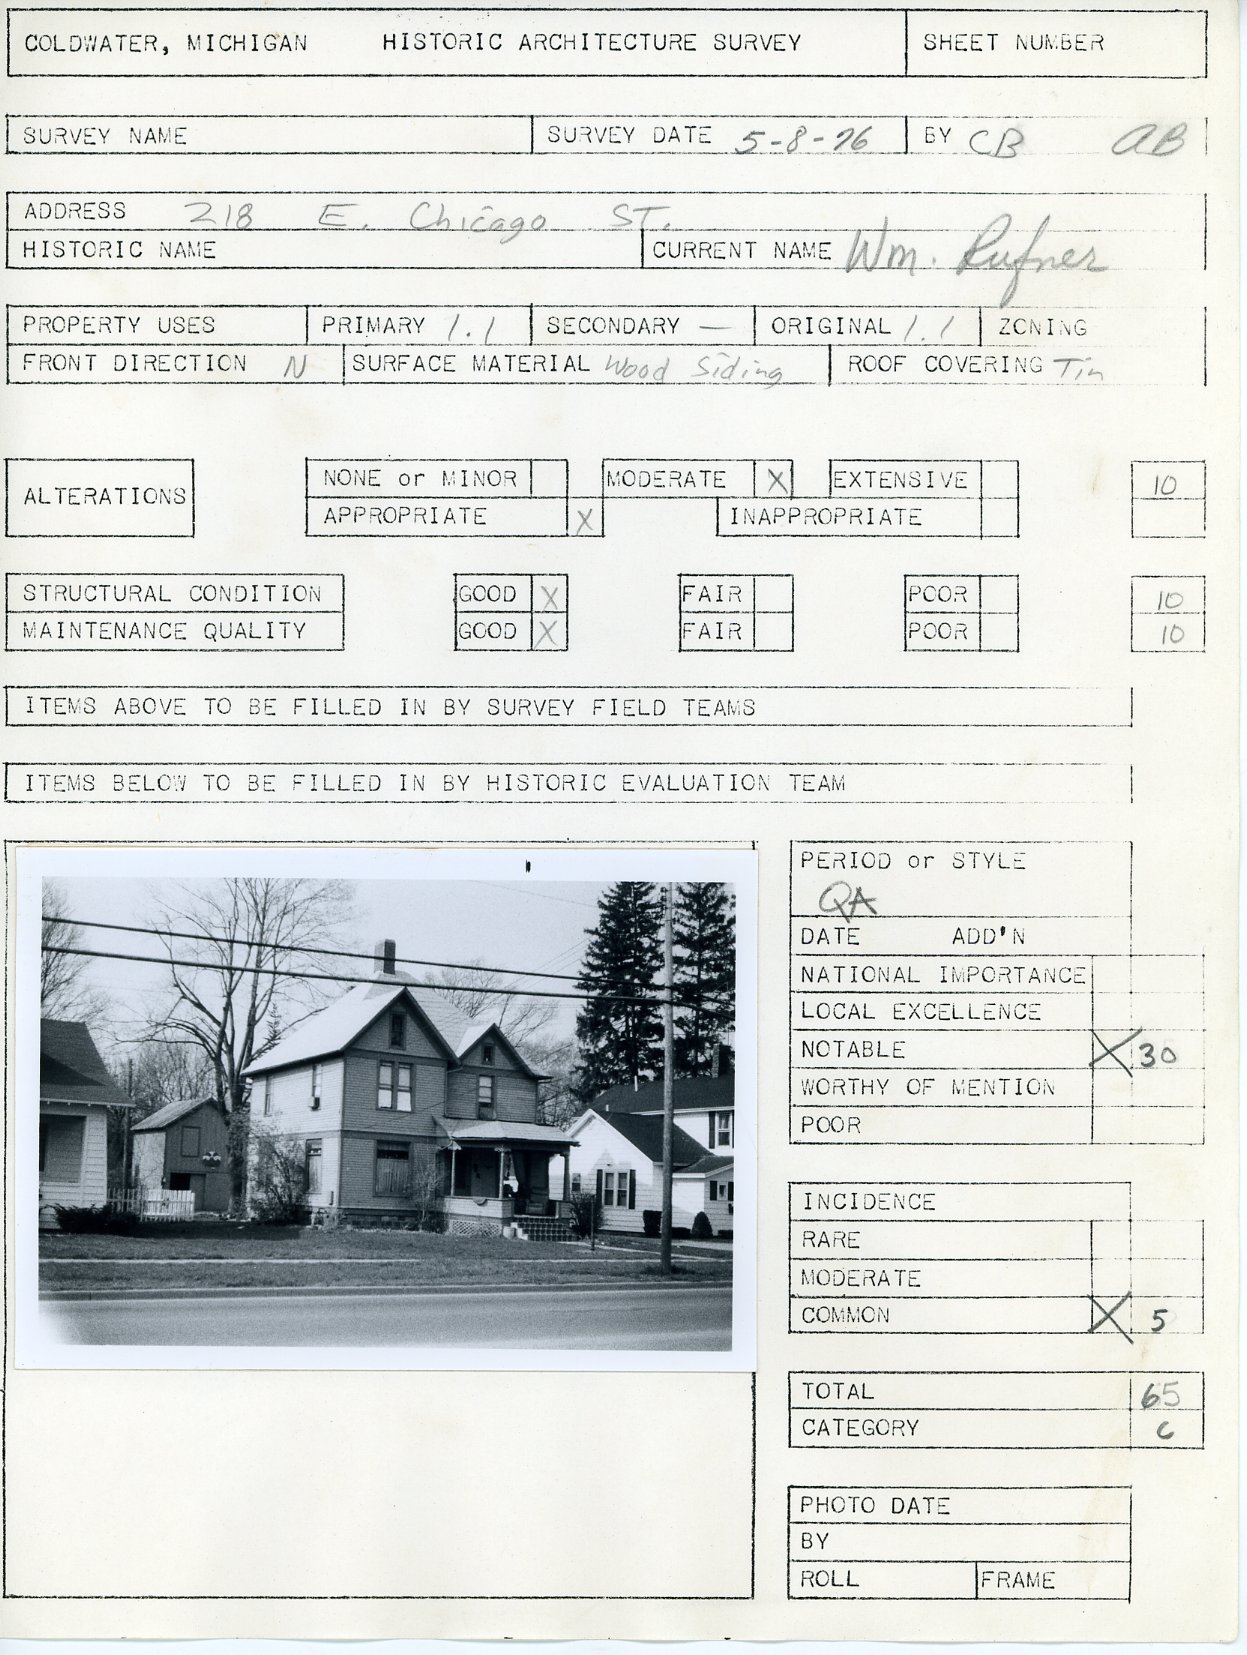 COLDWATER, MICHIGAN HISTORIC ARCHITECTURE SURVEY SHEET NUMBER
SURVEY NAME SURVEY DATE 5-8-76 BY CB AB
ADDRESS 218 E. Chicago ST.
HISTORIC NAME CURRENT NAME Wm. Rufner
PROPERTY USES PRIMARY 1.1 SECONDARY — ORIGINAL 1.1 ZONING
FRONT DIRECTION N SURFACE MATERIAL Wood Siding ROOF COVERING Tin
ALTERATIONS NONE or MINOR MODERATE X EXTENSIVE 10
APPROPRIATE X INAPPROPRIATE
STRUCTURAL CONDITION GOOD X FAIR POOR 10
MAINTENANCE QUALITY GOOD X FAIR POOR 10
ITEMS ABOVE TO BE FILLED IN BY SURVEY FIELD TEAMS
ITEMS BELOW TO BE FILLED IN BY HISTORIC EVALUATION TEAM
PERIOD or STYLE
QA
DATE ADD'N
NATIONAL IMPORTANCE
LOCAL EXCELLENCE
NOTABLE X 30
WORTHY OF MENTION
POOR
INCIDENCE
RARE
MODERATE
COMMON X 5
TOTAL 65
CATEGORY C
PHOTO DATE
BY
ROLL FRAME